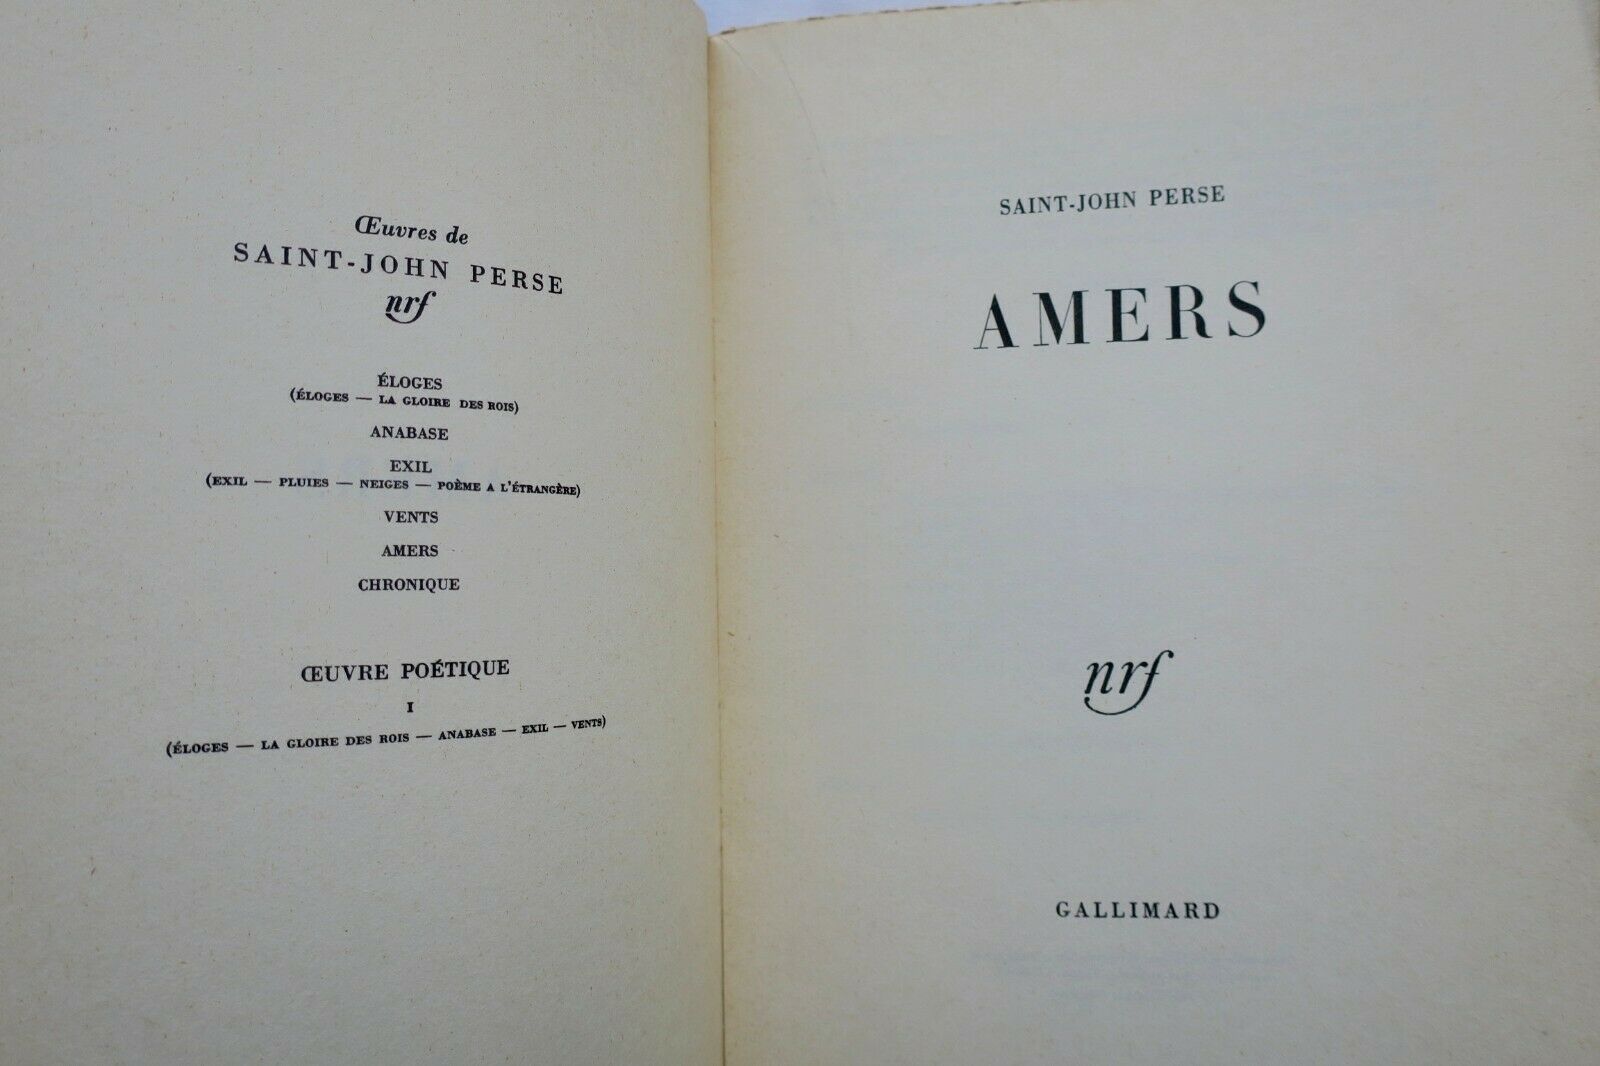 Œuvres de
SAINT-JOHN PERSE
nrf
ÉLOGES
(ÉLOGES — LA GLOIRE DES ROIS)
ANABASE
EXIL
(EXIL — PLUIES — NEIGES — POÈME A L'ÉTRANGÈRE)
VENTS
AMERS
CHRONIQUE
ŒUVRE POÉTIQUE
I
(ÉLOGES — LA GLOIRE DES ROIS — ANABASE — EXIL — VENTS)
SAINT-JOHN PERSE
AMERS
nrf
GALLIMARD